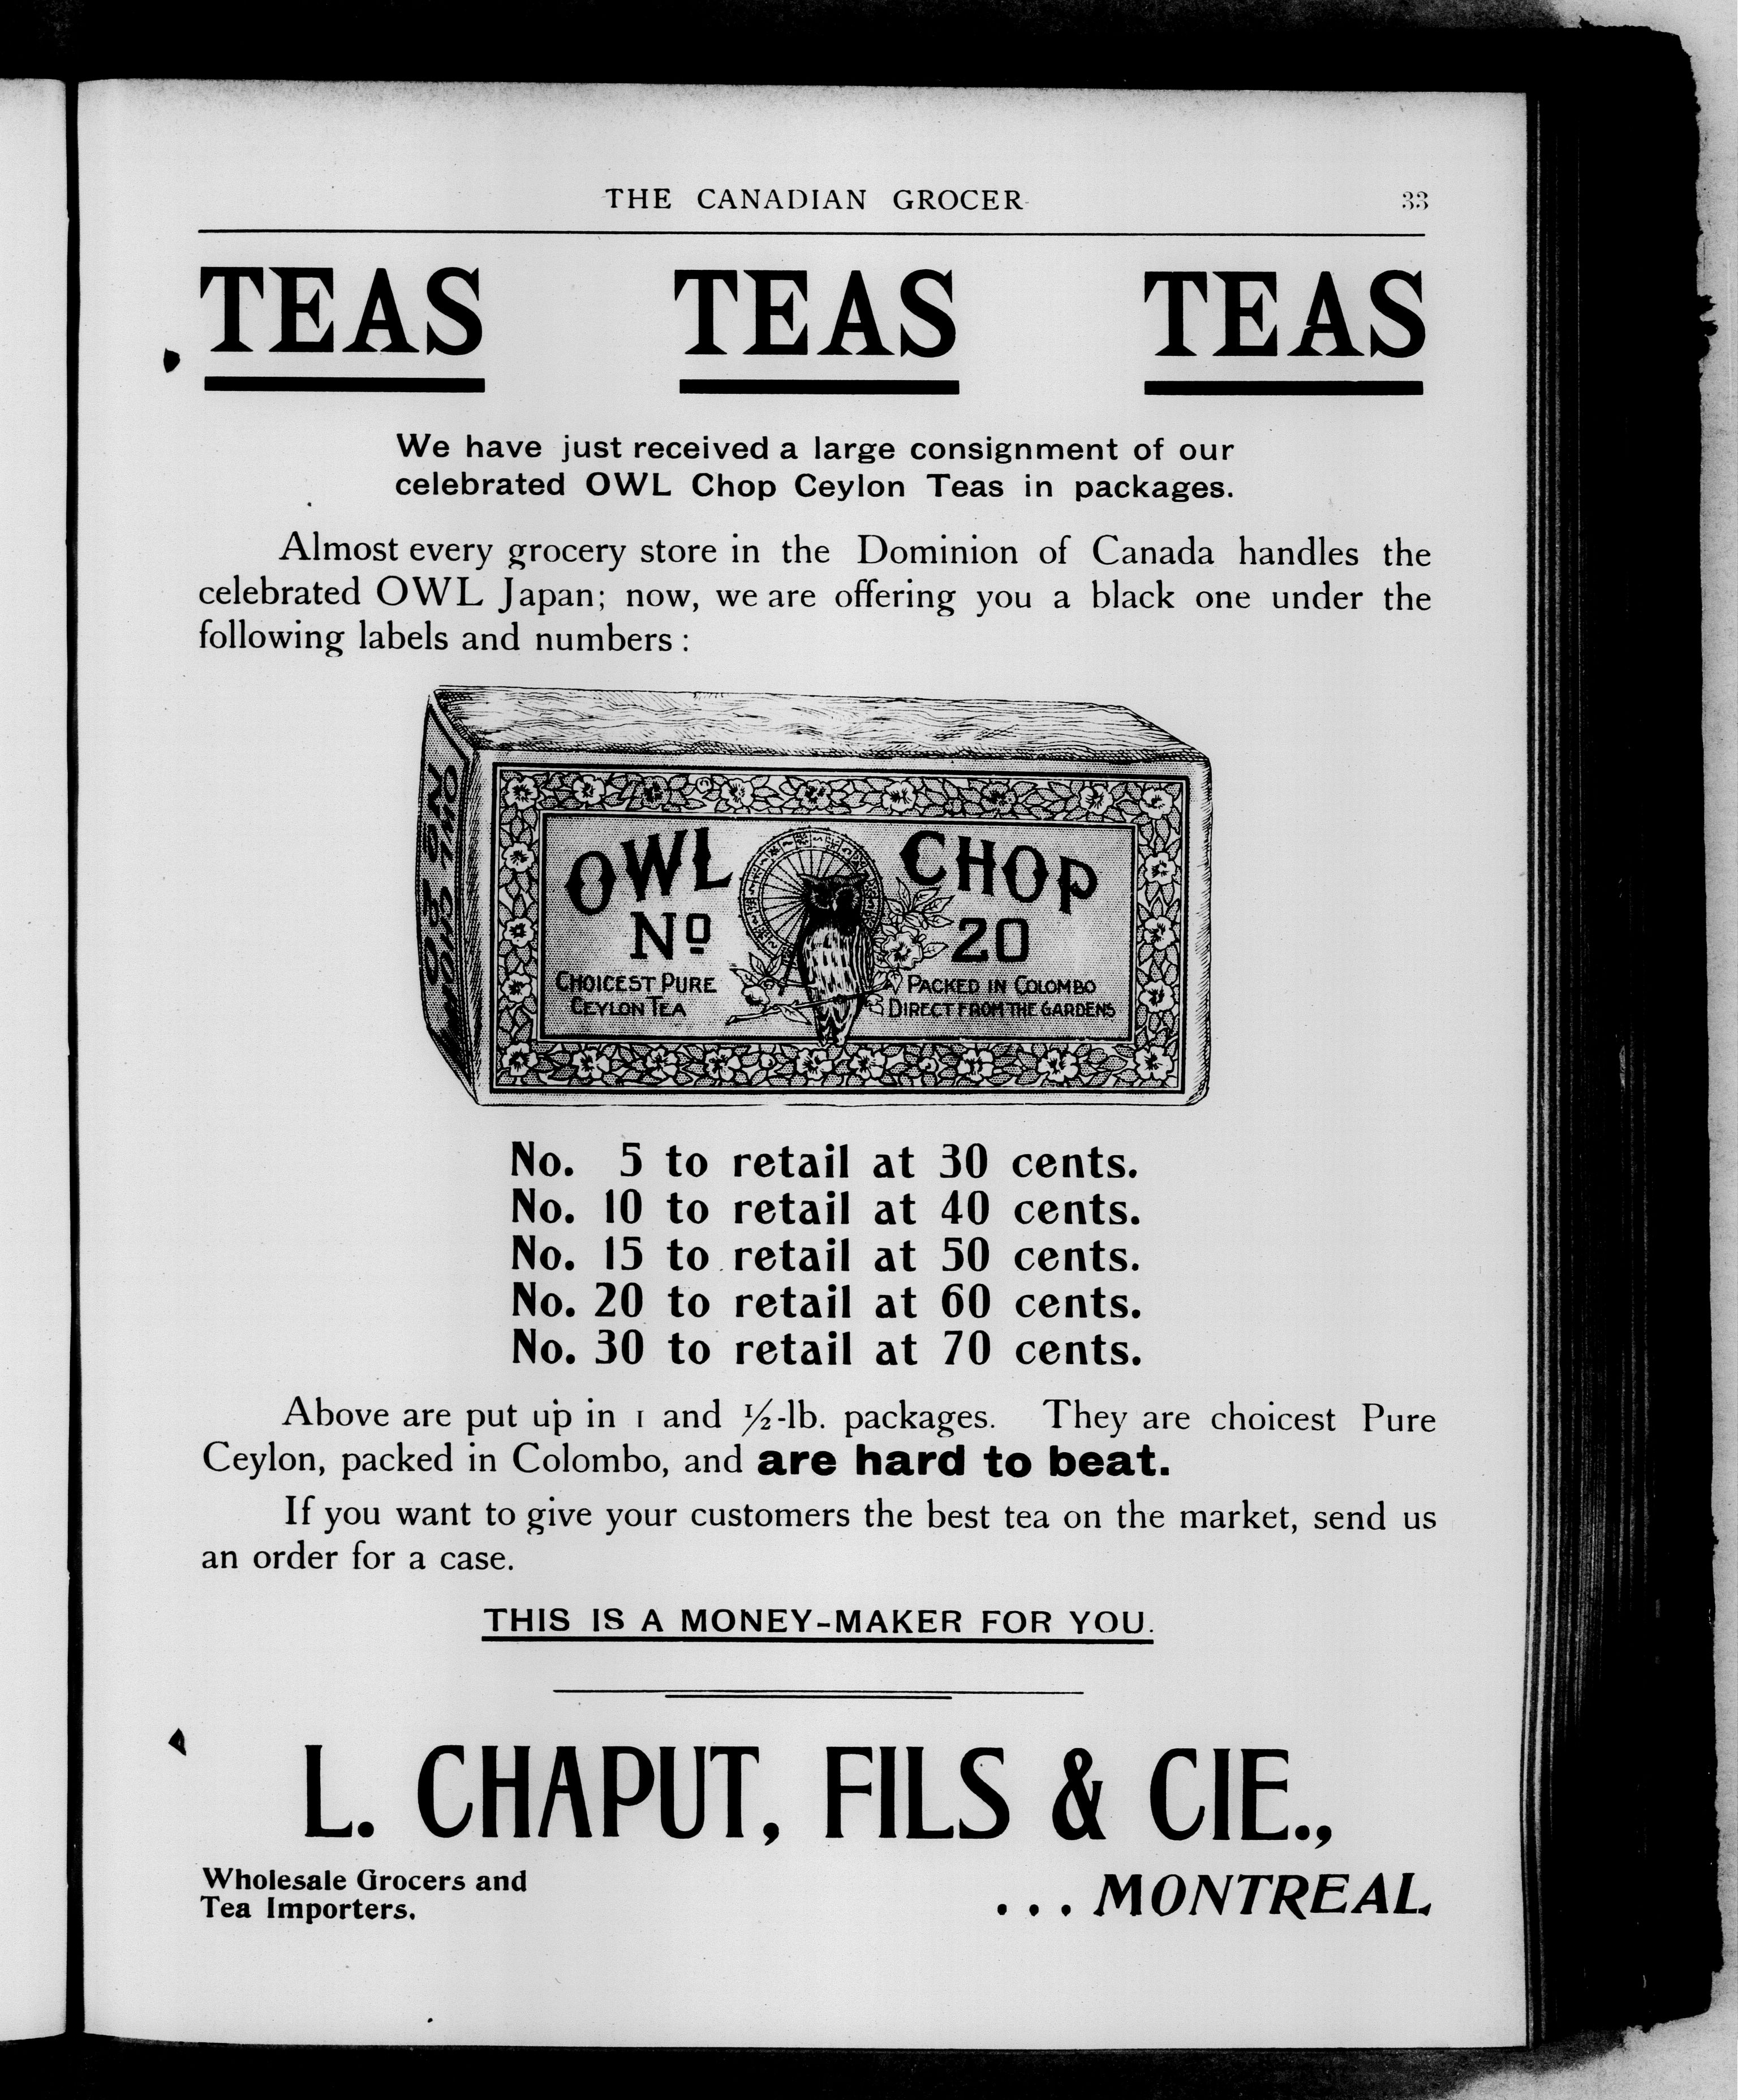 THE CANADIAN GROCER 33
TEAS TEAS TEAS
We have just received a large consignment of our
celebrated OWL Chop Ceylon Teas in packages.
Almost every grocery store in the Dominion of Canada handles the
celebrated OWL Japan; now, we are offering you a black one under the
following labels and numbers :
OWL CHOP
No 20
OWL CHOP
Nº 20
CHOICEST PURE
CEYLON TEA
PACKED IN COLOMBO
DIRECT FROM THE GARDENS
No. 5 to retail at 30 cents.
No. 10 to retail at 40 cents.
No. 15 to retail at 50 cents.
No. 20 to retail at 60 cents.
No. 30 to retail at 70 cents.
Above are put up in 1 and ½-lb. packages. They are choicest Pure
Ceylon, packed in Colombo, and are hard to beat.
If you want to give your customers the best tea on the market, send us
an order for a case.
THIS IS A MONEY-MAKER FOR YOU.
L. CHAPUT, FILS & CIE.,
Wholesale Grocers and
Tea Importers.
... MONTREAL